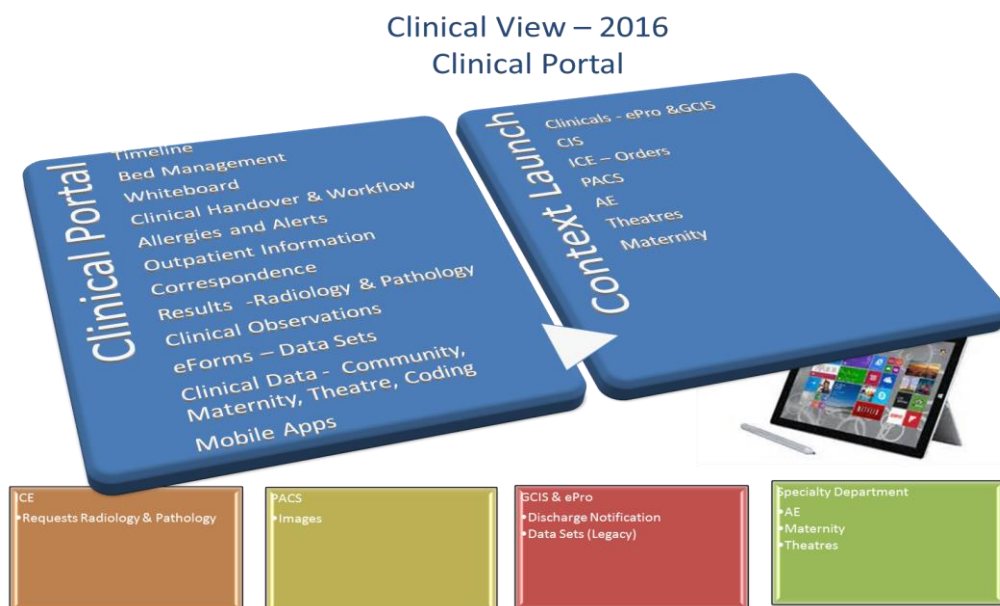 Clinical View – 2016
Clinical Portal
Clinical Portal
Timeline
Bed Management
Whiteboard
Clinical Handover & Workflow
Allergies and Alerts
Outpatient Information
Correspondence
Results -Radiology & Pathology
Clinical Observations
eForms – Data Sets
Clinical Data - Community,
Maternity, Theatre, Coding
Mobile Apps
Context Launch
Clinicals - ePro &GCIS
CIS
ICE – Orders
PACS
AE
Theatres
Maternity
ICE
•Requests Radiology & Pathology
PACS
•Images
GCIS & ePro
•Discharge Notification
•Data Sets (Legacy)
Specialty Department
•AE
•Maternity
•Theatres
NETFLIX